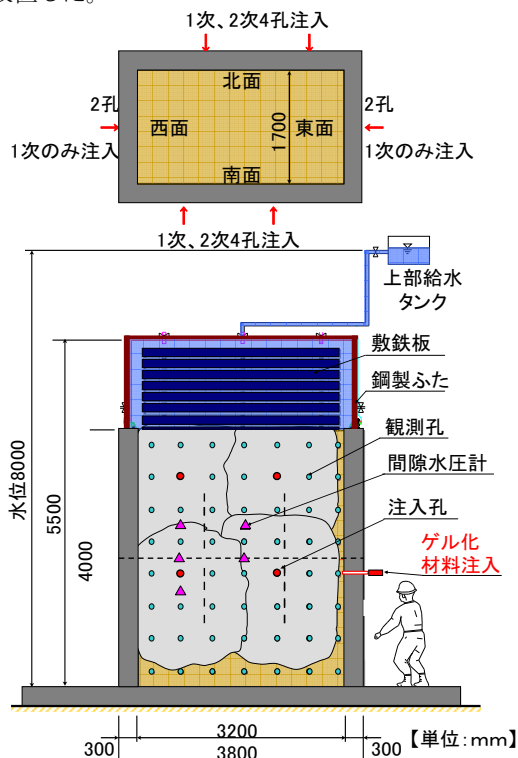 1次、2次4孔注入
北面
2孔
西面
1700
東面
2孔
1次のみ注入
1次のみ注入
南面
1次、2次4孔注入
上部給水
タンク
敷鉄板
鋼製ふた
観測孔
間隙水圧計
注入孔
ゲル化
材料注入
水位8000
5500
4000
3200
300
3800
300
【単位:mm】